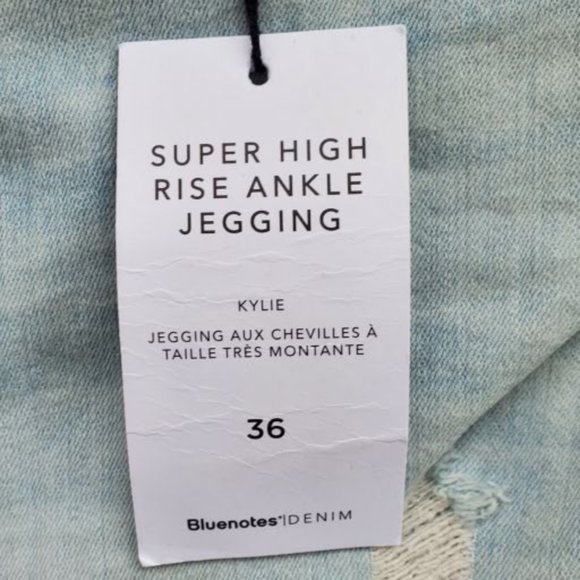 SUPER HIGH
RISE ANKLE
JEGGING
KYLIE
JEGGING AUX CHEVILLES À
TAILLE TRÈS MONTANTE
36
Bluenotes®|DENIM